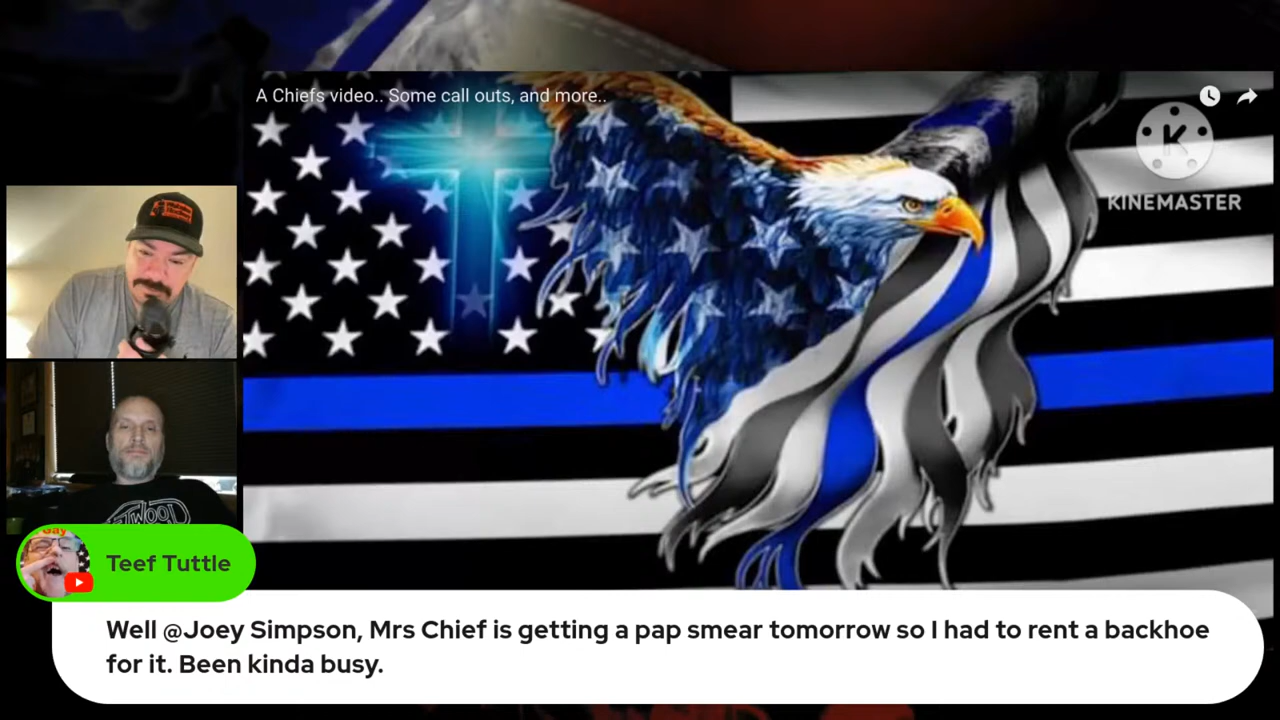 A Chiefs video.. Some call outs, and more..
K
KINEMASTER
Gay
Teef Tuttle
Well @Joey Simpson, Mrs Chief is getting a pap smear tomorrow so I had to rent a backhoe
for it. Been kinda busy.